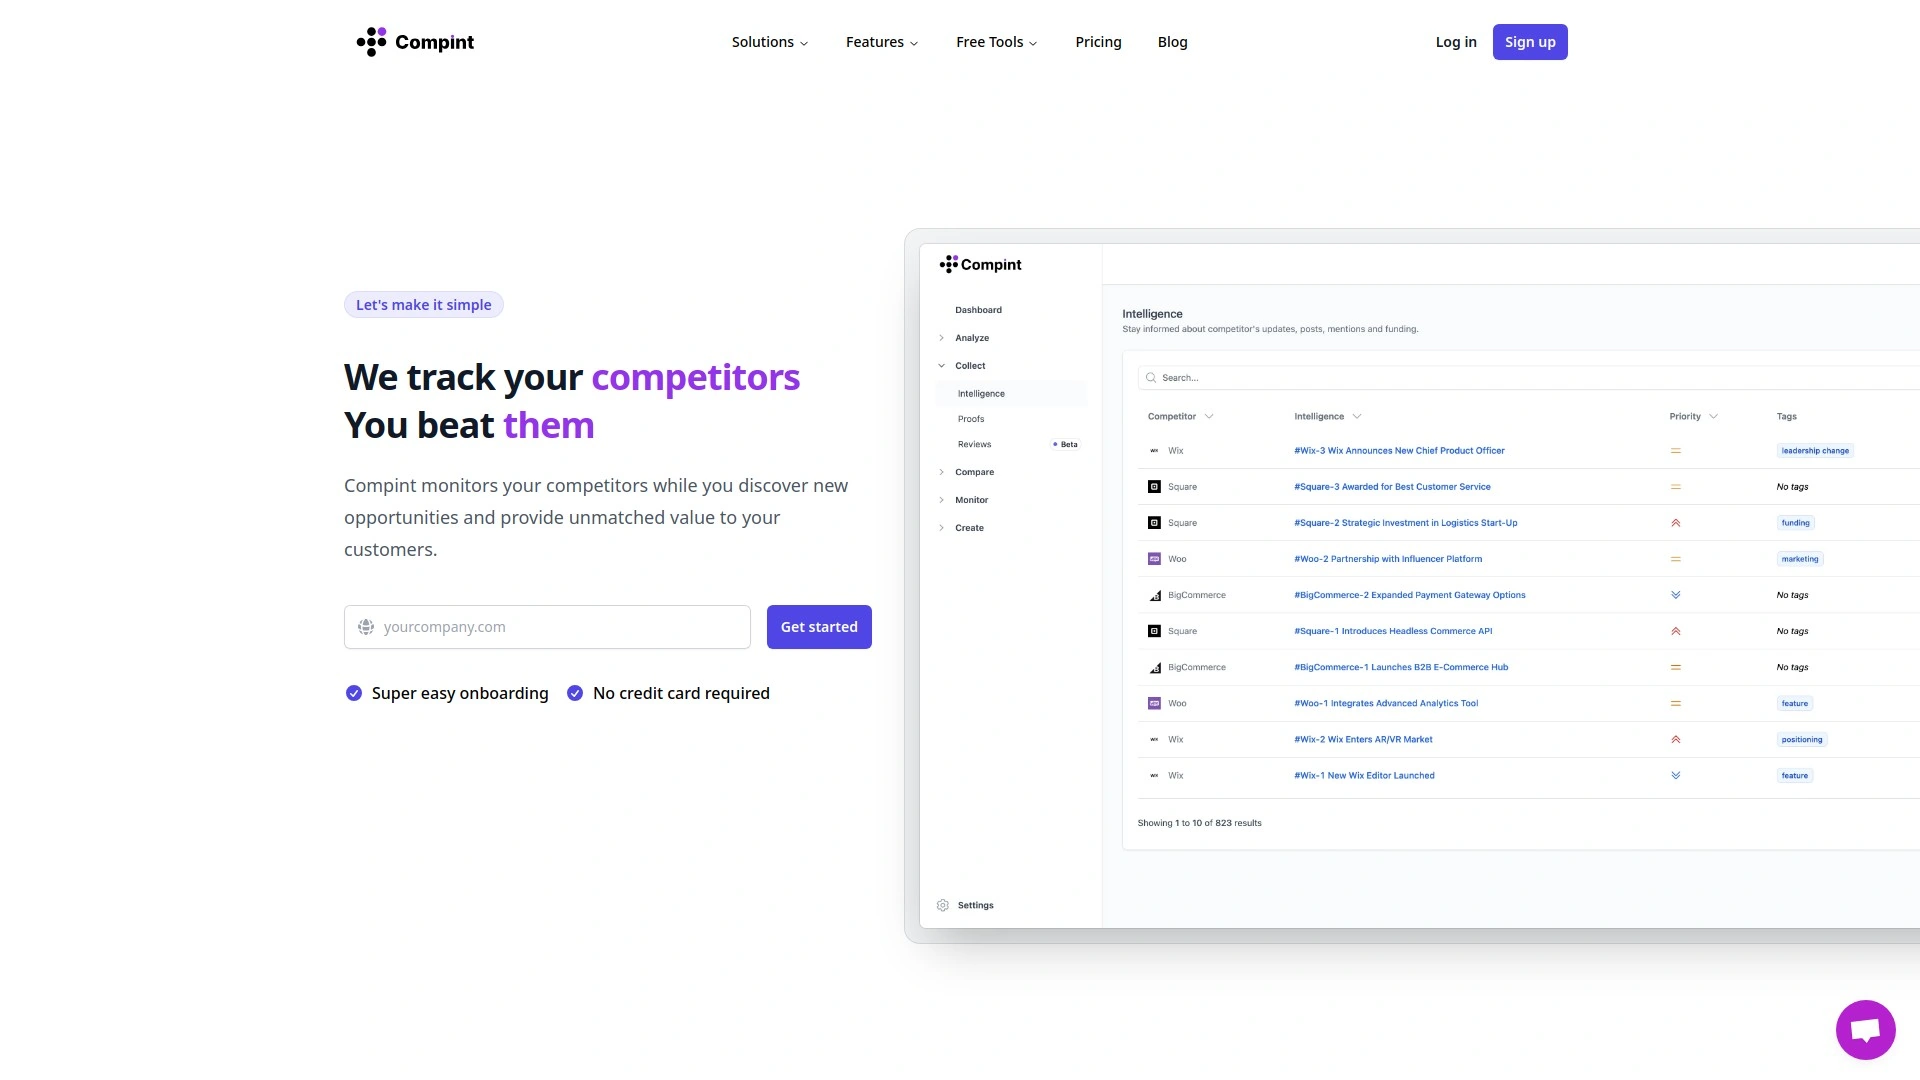 Compint
Solutions
Features
Free Tools
Pricing
Blog
Log in
Sign up
Let's make it simple
We track your competitors
You beat them
Compint monitors your competitors while you discover new
opportunities and provide unmatched value to your
customers.
yourcompany.com
Get started
Super easy onboarding
No credit card required
Compint
Dashboard
Analyze
Collect
Intelligence
Proofs
Reviews Beta
Compare
Monitor
Create
Settings
Intelligence
Stay informed about competitor's updates, posts, mentions and funding.
Search...
Competitor Intelligence Priority Tags
Wix #Wix-3 Wix Announces New Chief Product Officer leadership change
Square #Square-3 Awarded for Best Customer Service No tags
Square #Square-2 Strategic Investment in Logistics Start-Up funding
Woo #Woo-2 Partnership with Influencer Platform marketing
BigCommerce #BigCommerce-2 Expanded Payment Gateway Options No tags
Square #Square-1 Introduces Headless Commerce API No tags
BigCommerce #BigCommerce-1 Launches B2B E-Commerce Hub No tags
Woo #Woo-1 Integrates Advanced Analytics Tool feature
Wix #Wix-2 Wix Enters AR/VR Market positioning
Wix #Wix-1 New Wix Editor Launched feature
Showing 1 to 10 of 823 results